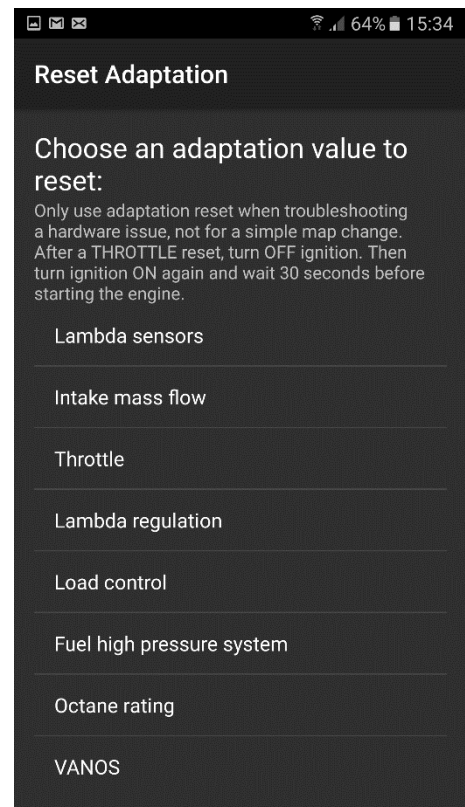 64% 15:34
Reset Adaptation
Choose an adaptation value to
reset:
Only use adaptation reset when troubleshooting
a hardware issue, not for a simple map change.
After a THROTTLE reset, turn OFF ignition. Then
turn ignition ON again and wait 30 seconds before
starting the engine.
Lambda sensors
Intake mass flow
Throttle
Lambda regulation
Load control
Fuel high pressure system
Octane rating
VANOS